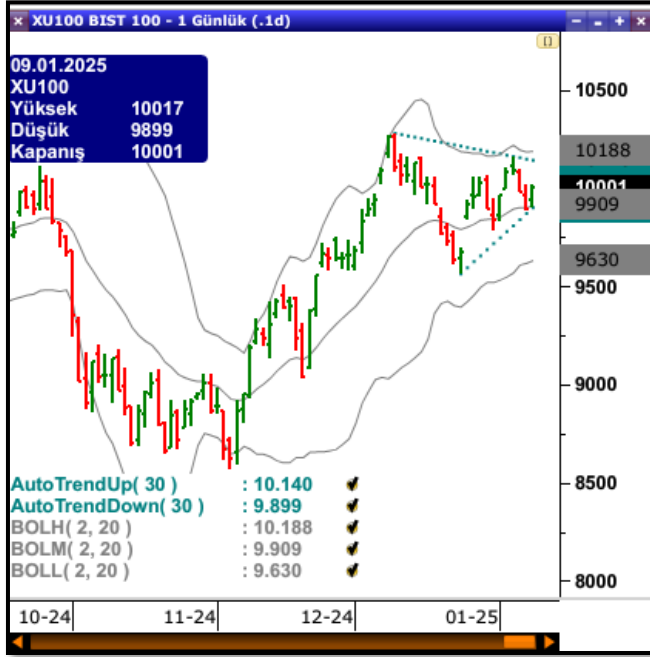 XU100 BIST 100 - 1 Günlük (.1d)
09.01.2025
XU100
Yüksek 10017
Düşük 9899
Kapanış 10001
10500
10188
10001
9909
9630
9500
9000
8500
8000
AutoTrendUp( 30 ) : 10.140
AutoTrendDown( 30 ) : 9.899
BOLH( 2, 20 ) : 10.188
BOLM( 2, 20 ) : 9.909
BOLL( 2, 20 ) : 9.630
10-24 11-24 12-24 01-25